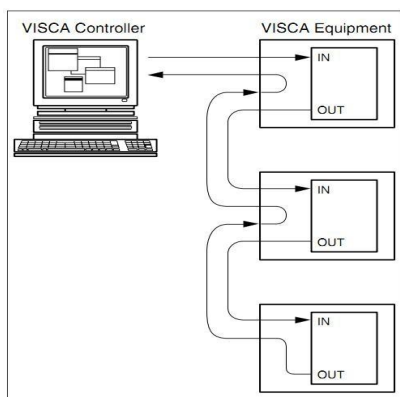 VISCA Controller
VISCA Equipment
IN
OUT
IN
OUT
IN
OUT